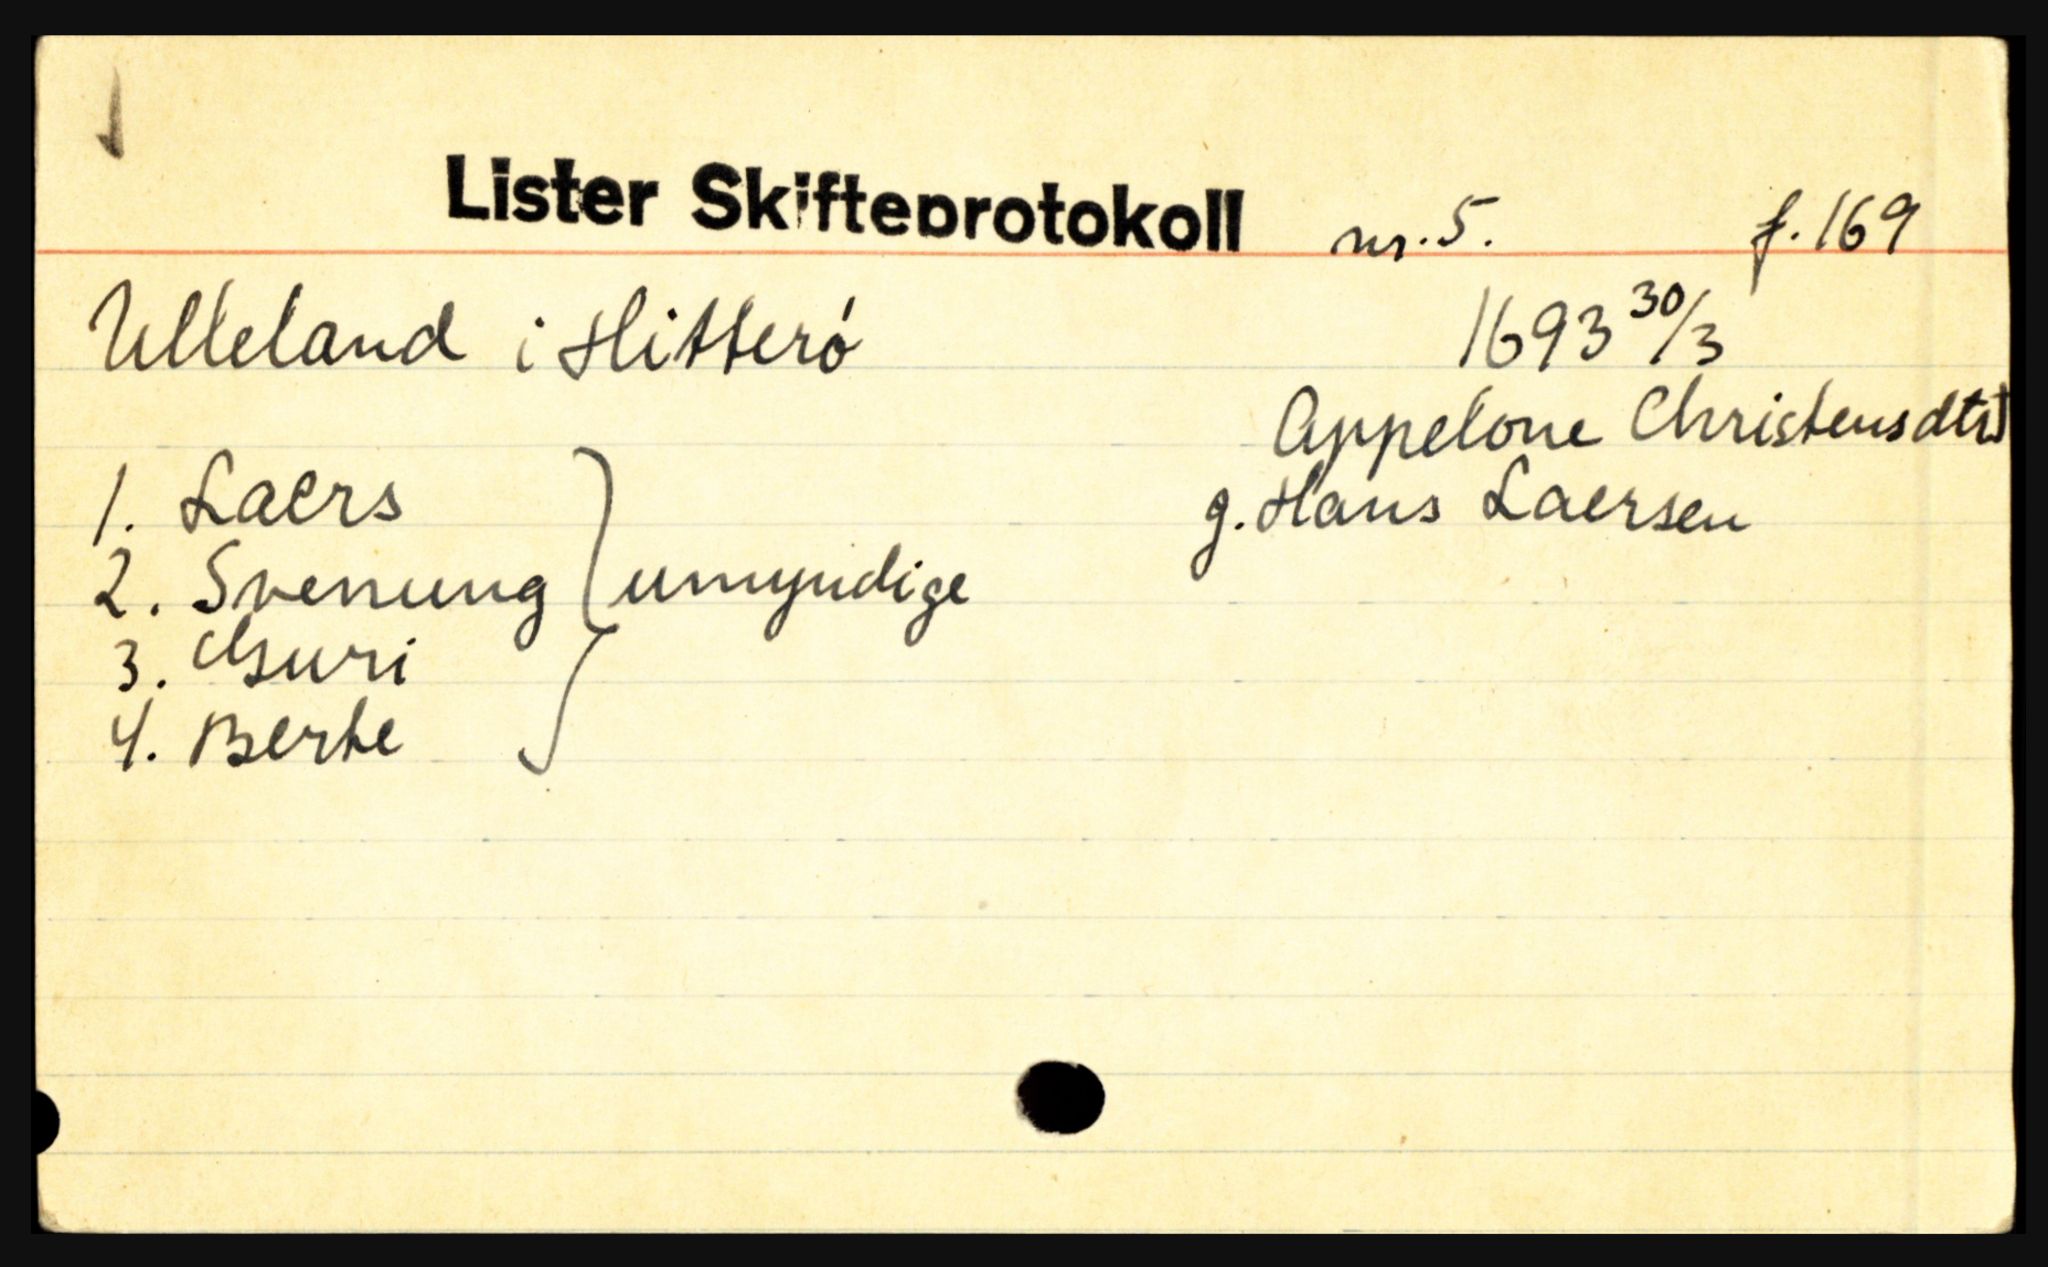 Lister Skifteprotokoll nr. 5. f. 169
Ulleland i Hitterö 1693 30/3
Appelone Christensdtr
1. Laers
g. Hans Laersen
2. Svenung } umyndige
3. Guri
4. Berte